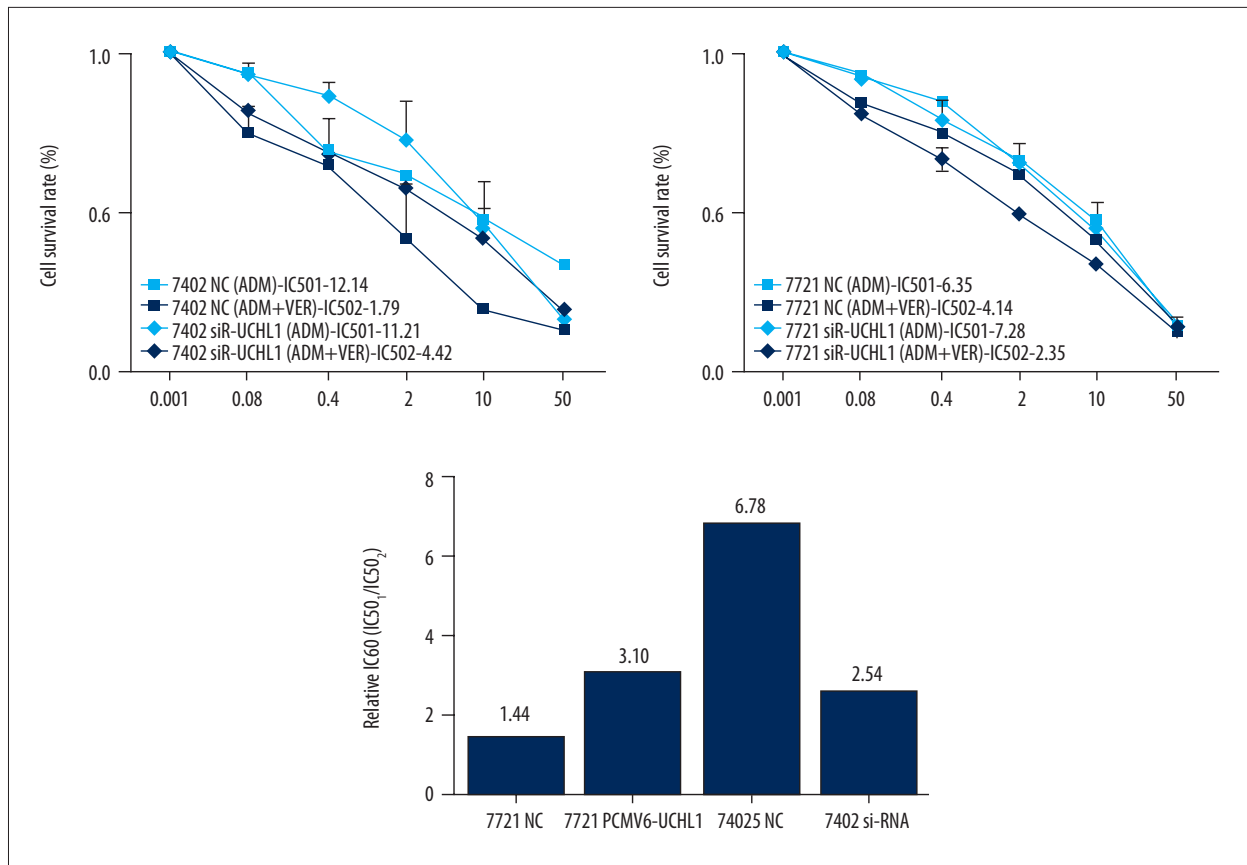 Cell survival rate (%)
1.0
0.6
0.0
7402 NC (ADM)-IC501-12.14
7402 NC (ADM+VER)-IC502-1.79
7402 siR-UCHL1 (ADM)-IC501-11.21
7402 siR-UCHL1 (ADM+VER)-IC502-4.42
0.001 0.08 0.4 2 10 50
Cell survival rate (%)
1.0
0.6
0.0
7721 NC (ADM)-IC501-6.35
7721 NC (ADM+VER)-IC502-4.14
7721 siR-UCHL1 (ADM)-IC501-7.28
7721 siR-UCHL1 (ADM+VER)-IC502-2.35
0.001 0.08 0.4 2 10 50
Relative IC60 (IC50₁/IC50₂)
8
6
4
2
0
1.44
3.10
6.78
2.54
7721 NC 7721 PCMV6-UCHL1 74025 NC 7402 si-RNA